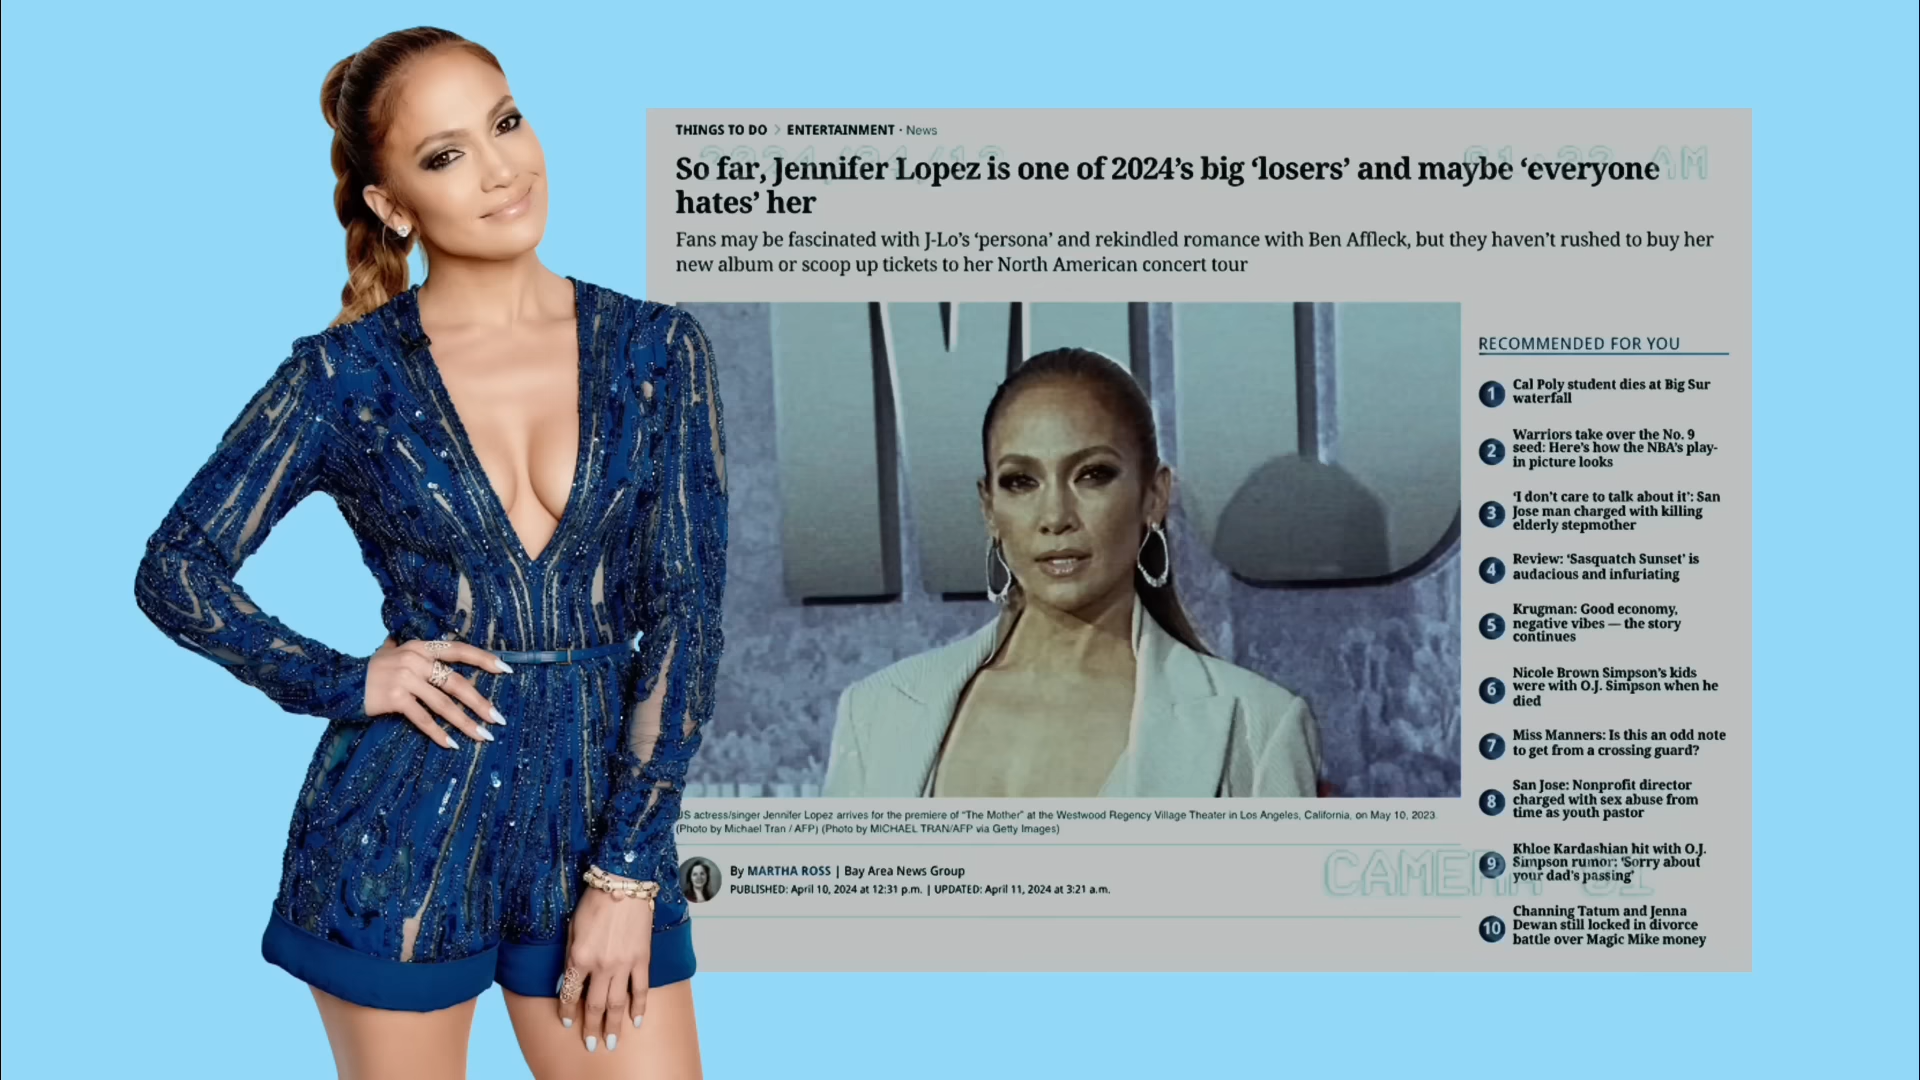 THINGS TO DO > ENTERTAINMENT · News
2024/04/12
01:22 AM
So far, Jennifer Lopez is one of 2024's big 'losers' and maybe 'everyone
hates' her
Fans may be fascinated with J-Lo's 'persona' and rekindled romance with Ben Affleck, but they haven't rushed to buy her
new album or scoop up tickets to her North American concert tour
RECOMMENDED FOR YOU
1 Cal Poly student dies at Big Sur
waterfall
2 Warriors take over the No. 9
seed: Here's how the NBA's play-
in picture looks
3 'I don't care to talk about it': San
Jose man charged with killing
elderly stepmother
4 Review: 'Sasquatch Sunset' is
audacious and infuriating
5 Krugman: Good economy,
negative vibes — the story
continues
6 Nicole Brown Simpson's kids
were with O.J. Simpson when he
died
7 Miss Manners: Is this an odd note
to get from a crossing guard?
8 San Jose: Nonprofit director
charged with sex abuse from
time as youth pastor
9 Khloe Kardashian hit with O.J.
Simpson rumor: 'Sorry about
your dad's passing'
10 Channing Tatum and Jenna
Dewan still locked in divorce
battle over Magic Mike money
US actress/singer Jennifer Lopez arrives for the premiere of "The Mother" at the Westwood Regency Village Theater in Los Angeles, California, on May 10, 2023.
(Photo by Michael Tran / AFP) (Photo by MICHAEL TRAN/AFP via Getty Images)
By MARTHA ROSS | Bay Area News Group
PUBLISHED: April 10, 2024 at 12:31 p.m. | UPDATED: April 11, 2024 at 3:21 a.m.
CAMERA 01